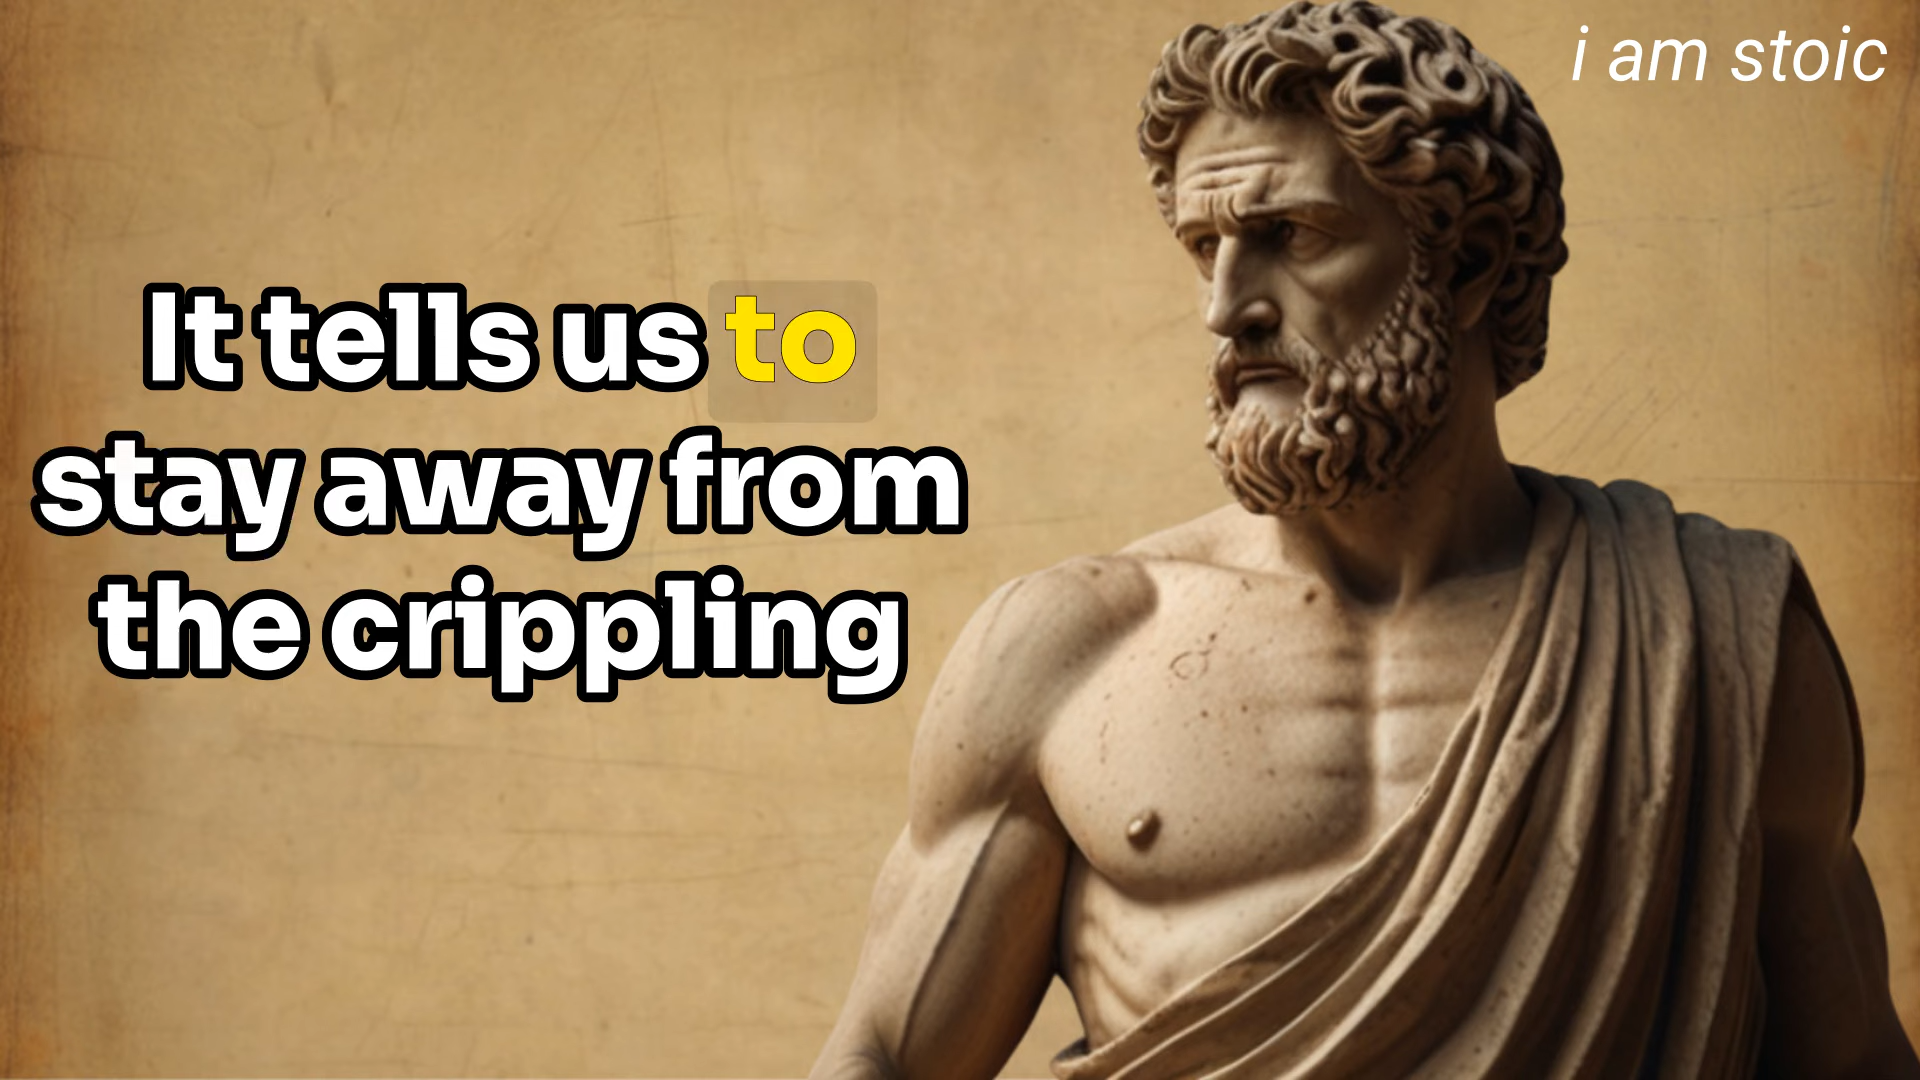 i am stoic
It tells us to
stay away from
the crippling